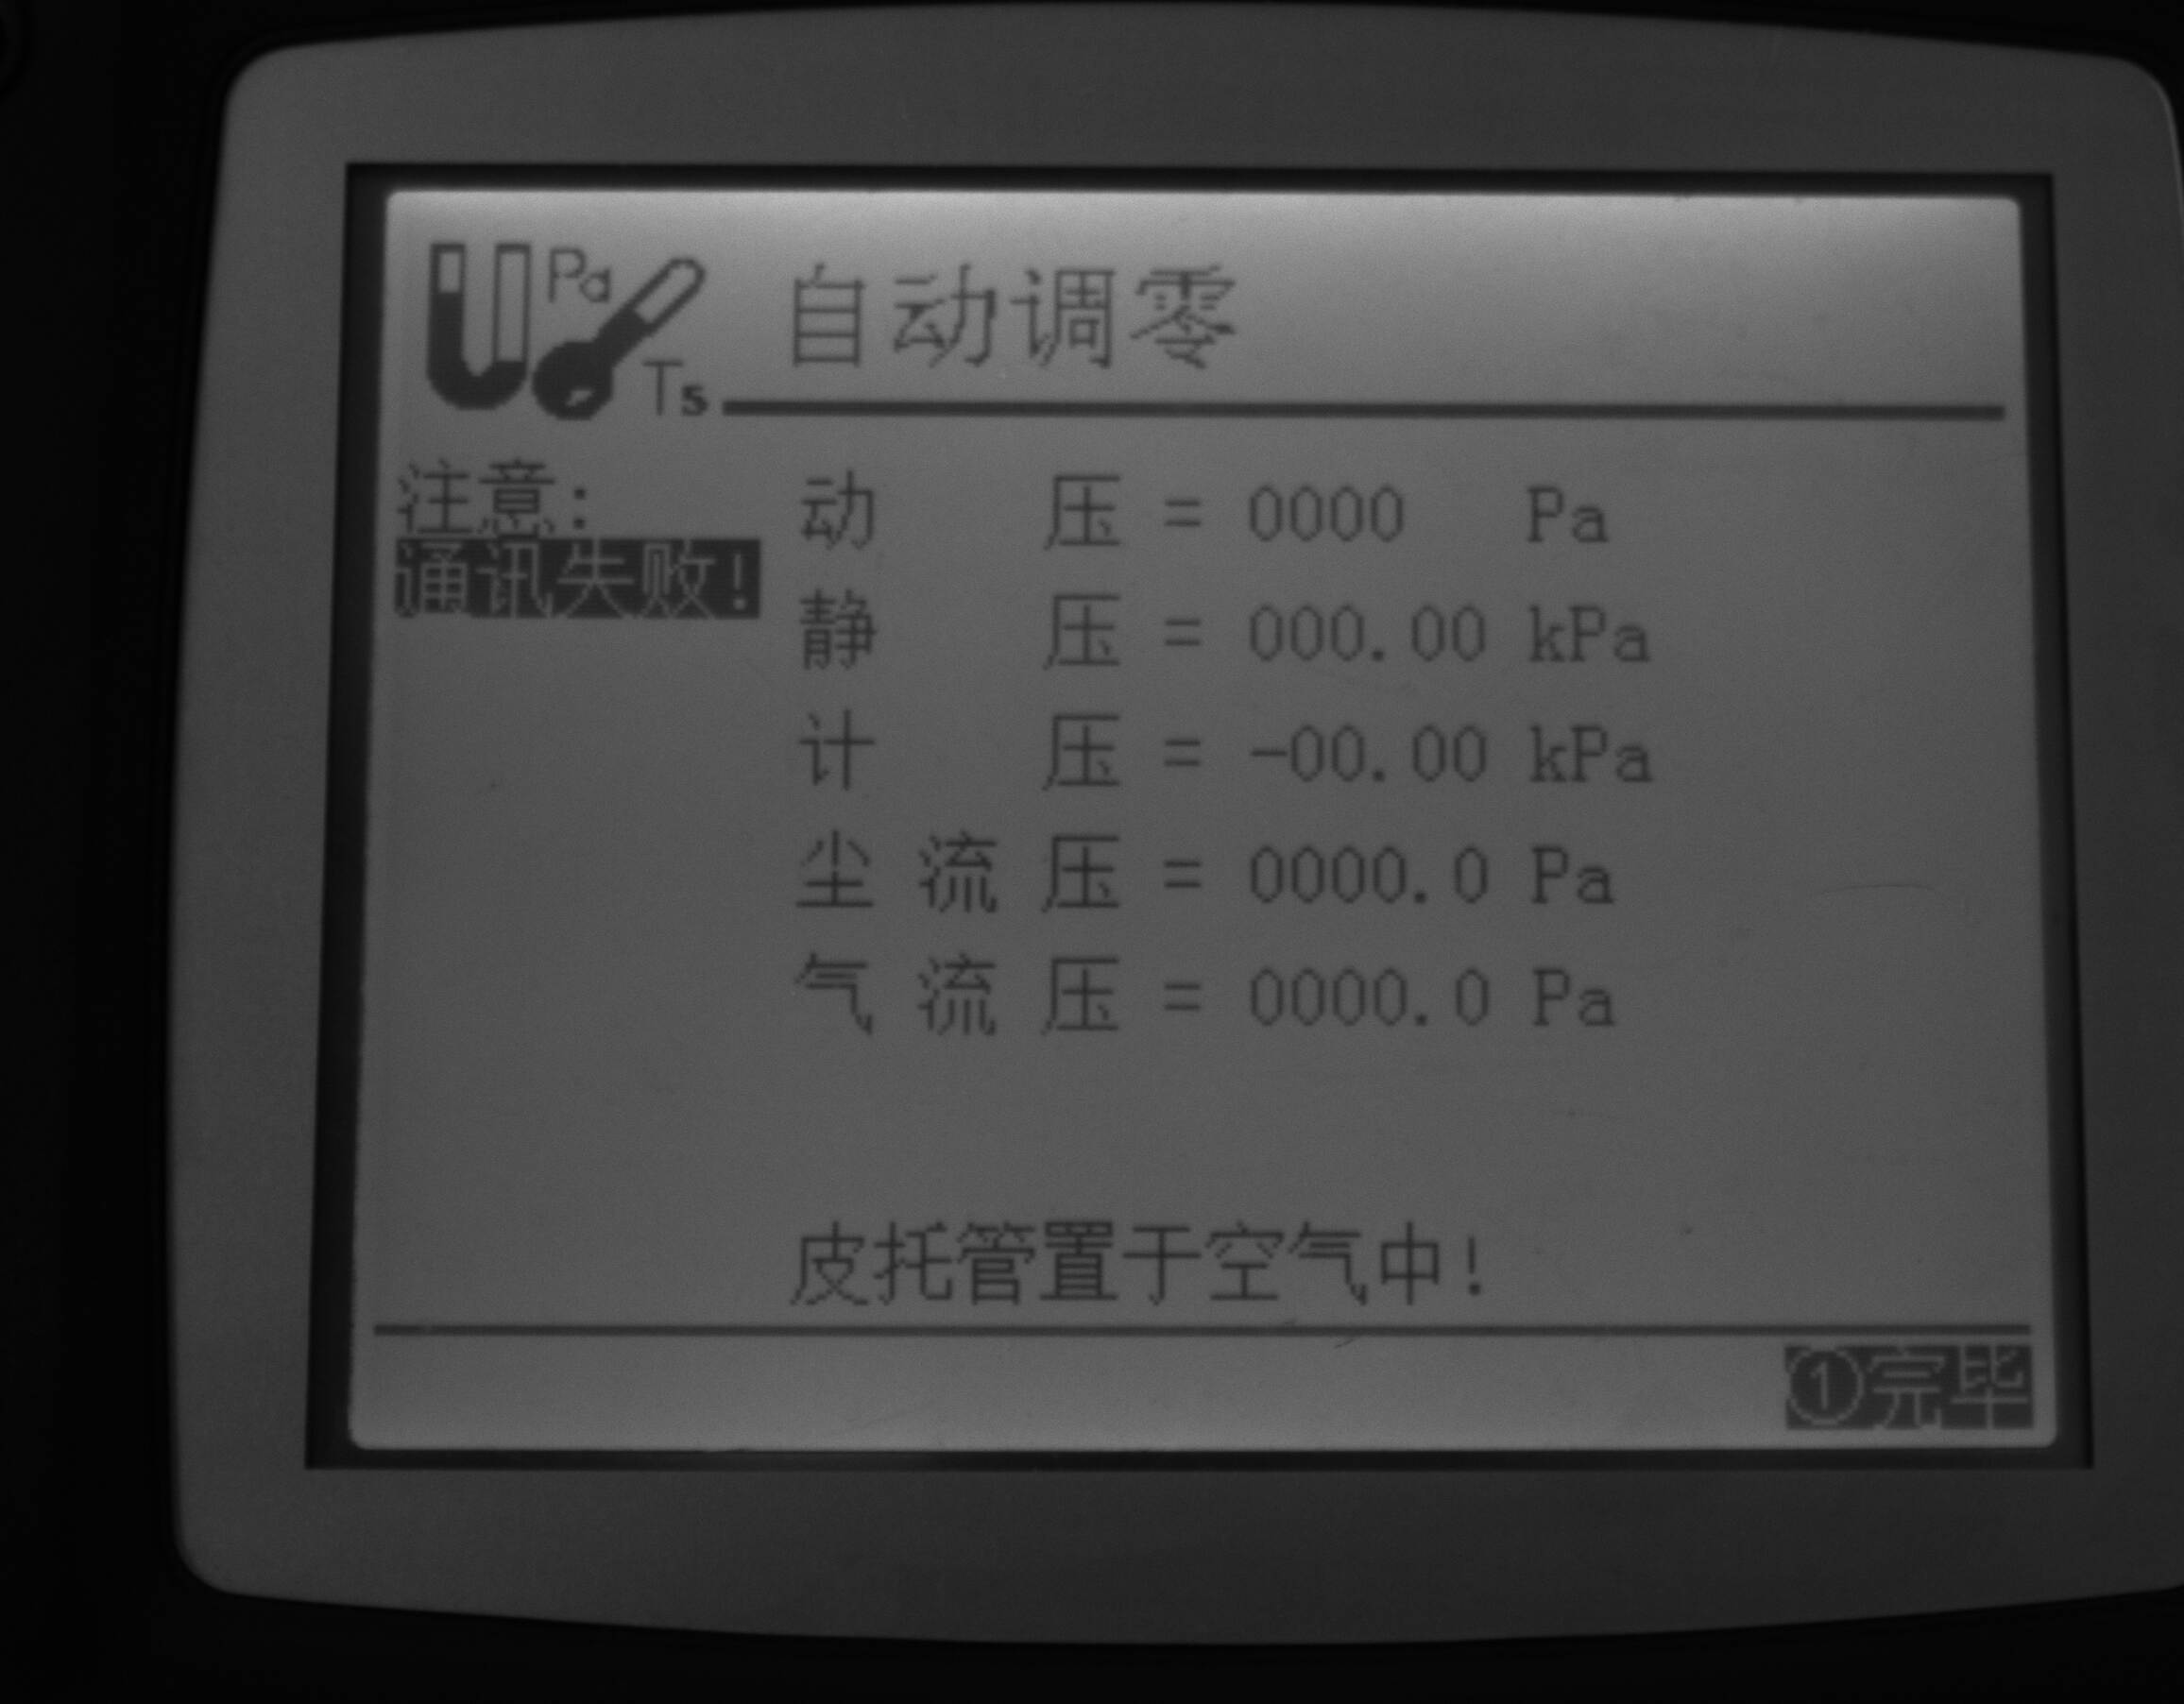 Pa
Ts
自动调零
注意:
通讯失败!
动 压 = 0000 Pa
静 压 = 000.00 kPa
计 压 = -00.00 kPa
尘 流 压 = 0000.0 Pa
气 流 压 = 0000.0 Pa
皮托管置于空气中!
①完毕